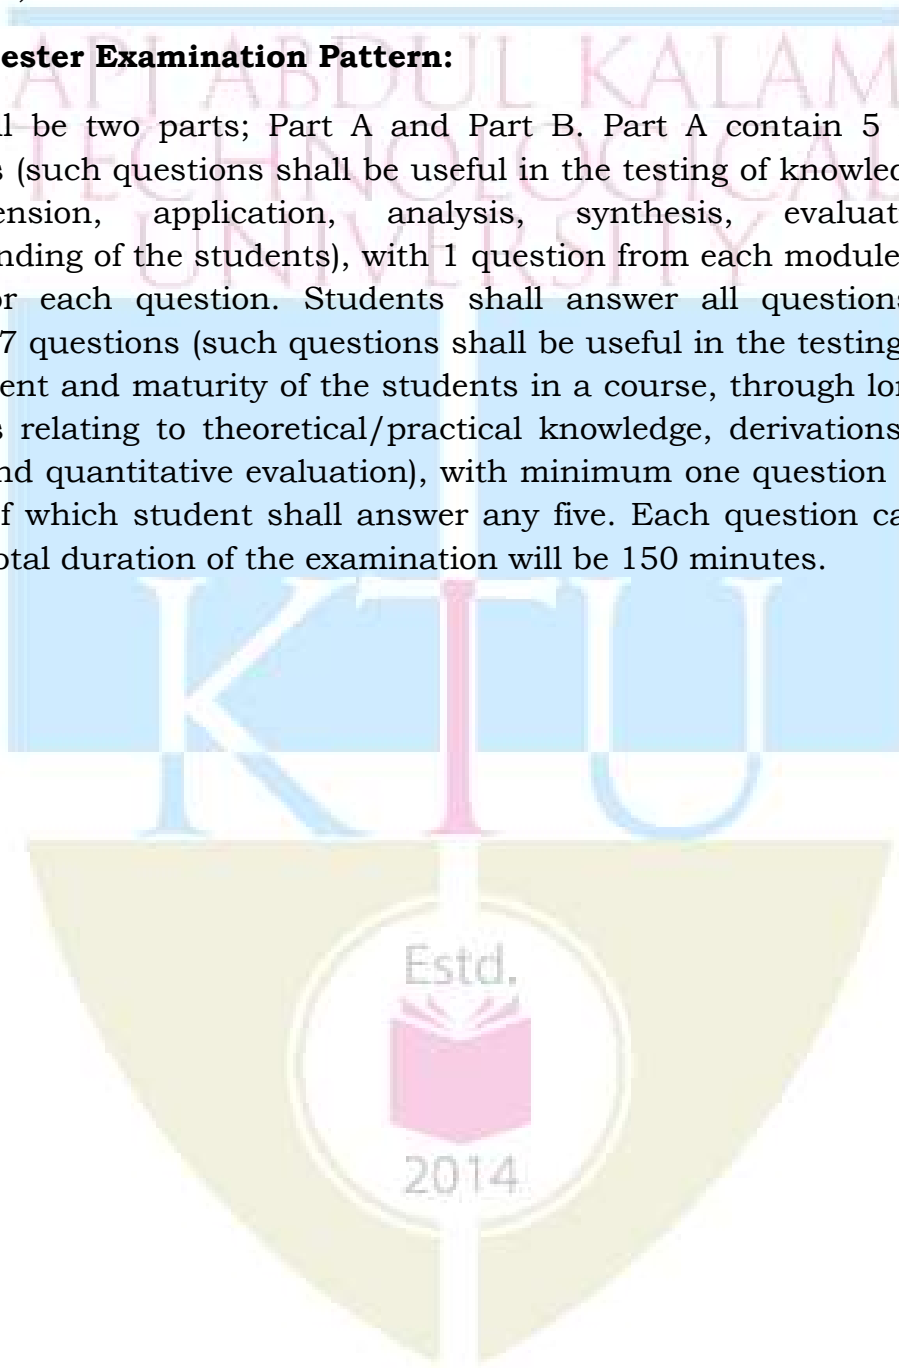 ester Examination Pattern:
API ABDUL KALAM
TECHNOLOGICAL
UNIVERSITY
ll be two parts; Part A and Part B. Part A contain 5
s (such questions shall be useful in the testing of knowled
ension, application, analysis, synthesis, evaluat
nding of the students), with 1 question from each module
or each question. Students shall answer all questions
7 questions (such questions shall be useful in the testing
ent and maturity of the students in a course, through lon
s relating to theoretical/practical knowledge, derivations
nd quantitative evaluation), with minimum one question
f which student shall answer any five. Each question ca
otal duration of the examination will be 150 minutes.
KTU
Estd.
2014